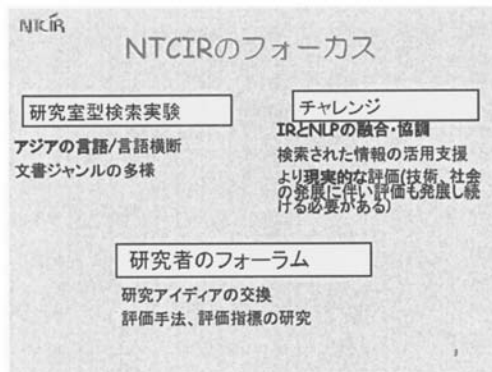 NTCIR
NTCIRのフォーカス
研究室型検索実験
アジアの言語/言語横断
文書ジャンルの多様
チャレンジ
IRとNLPの融合・協調
検索された情報の活用支援
より現実的な評価(技術、社会
の発展に伴い評価も発展し続
ける必要がある)
研究者のフォーラム
研究アイディアの交換
評価手法、評価指標の研究